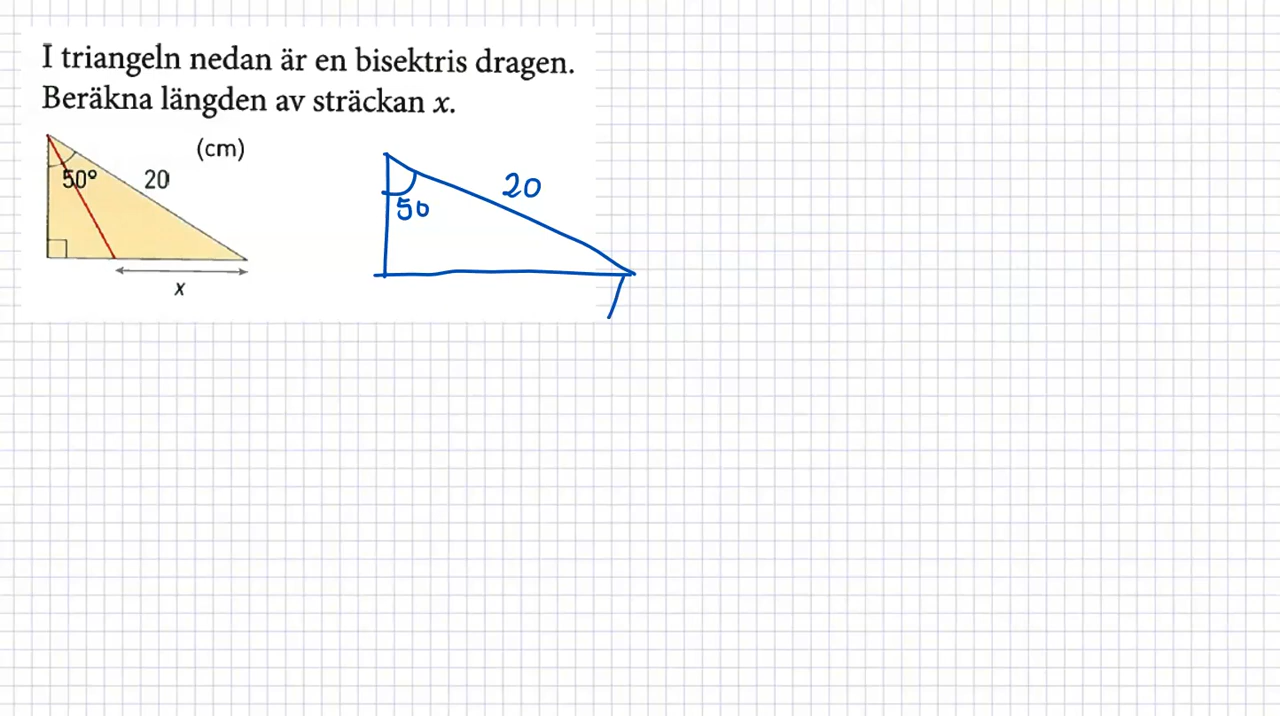 I triangeln nedan är en bisektris dragen.
Beräkna längden av sträckan x.
(cm)
50°
20
x
50
20